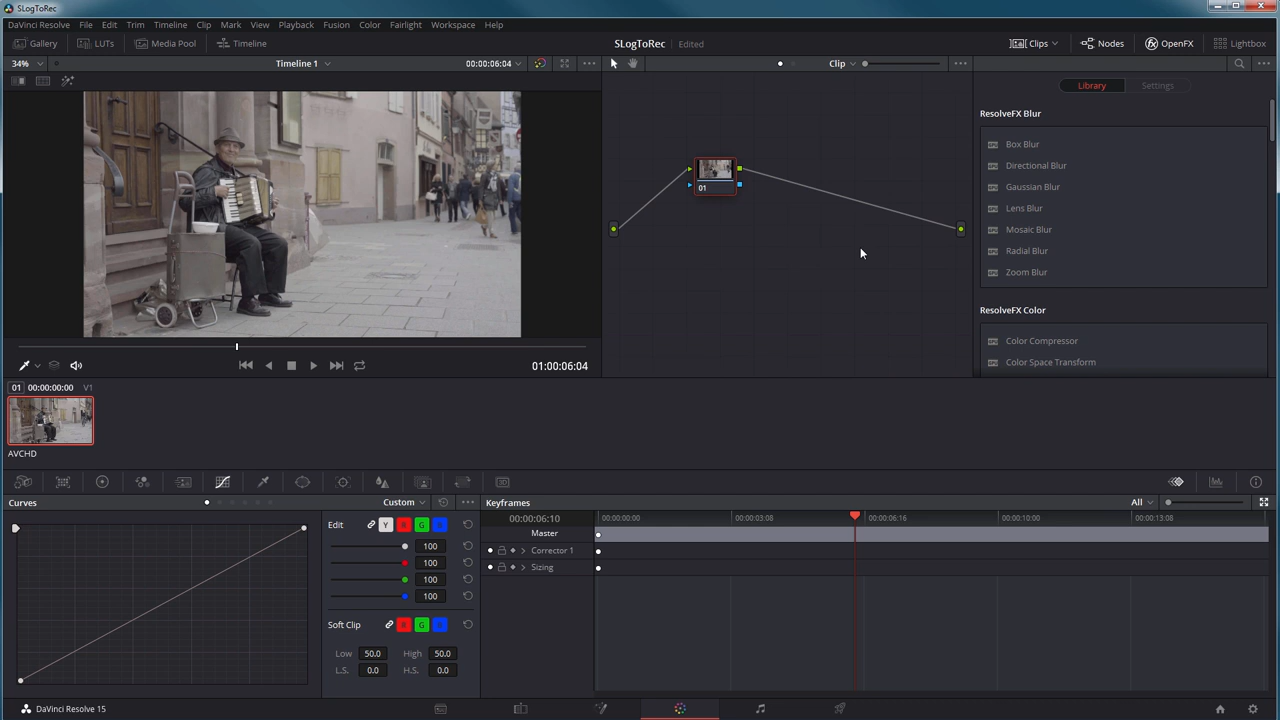 SLogToRec
DaVinci Resolve File Edit Trim Timeline Clip Mark View Playback Fusion Color Fairlight Workspace Help
Gallery LUTs Media Pool Timeline SLogToRec Edited Clips Nodes OpenFX Lightbox
34% Timeline 1 00:00:06:04 Clip
Library Settings
ResolveFX Blur
Box Blur
Directional Blur
Gaussian Blur
Lens Blur
Mosaic Blur
Radial Blur
Zoom Blur
01
ResolveFX Color
Color Compressor
Color Space Transform
01:00:06:04
01 00:00:00:00 V1
AVCHD
Curves Custom
Edit Y R G B
100
100
100
100
Soft Clip R G B
Low 50.0 High 50.0
L.S. 0.0 H.S. 0.0
Keyframes All
00:00:06:10 00:00:00:00 00:00:03:08 00:00:06:16 00:00:10:00 00:00:13:08
Master
Corrector 1
Sizing
DaVinci Resolve 15